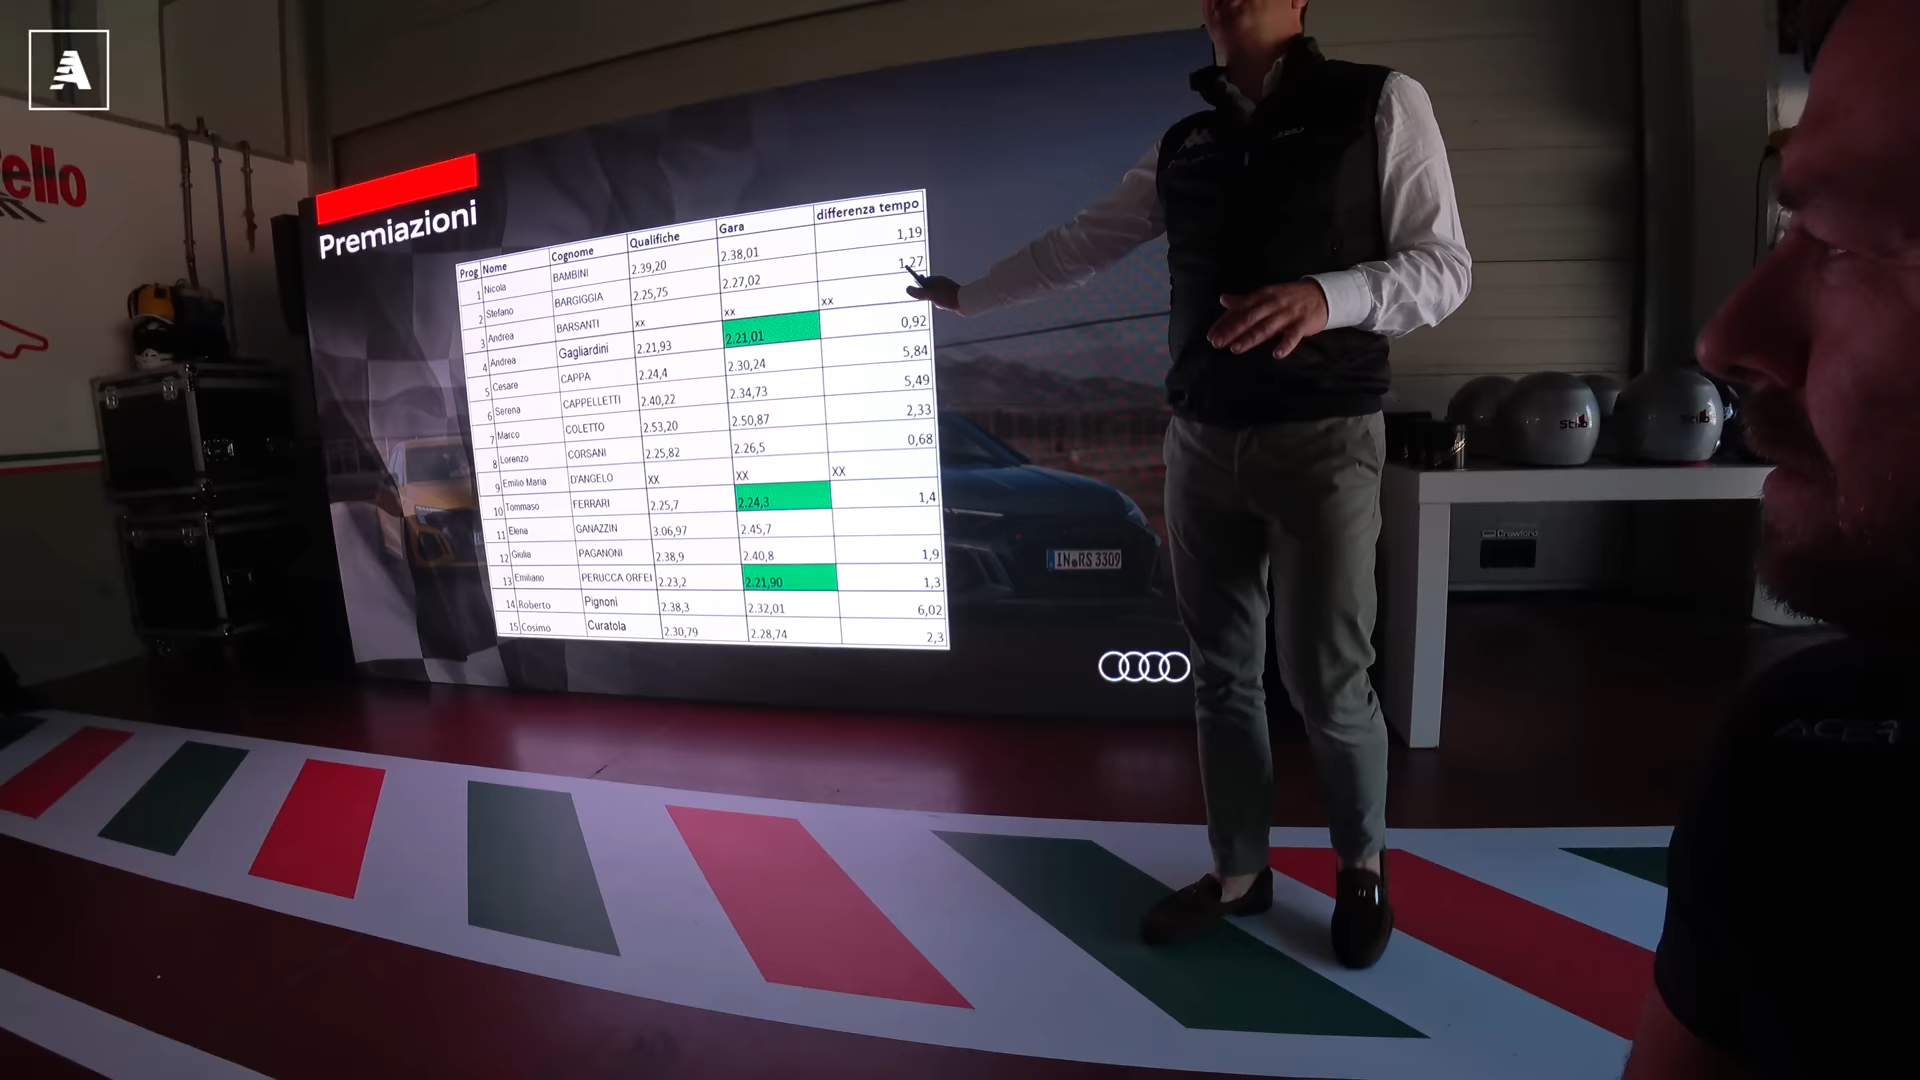 A
ello
Premiazioni
Prog Nome Cognome Qualifiche Gara differenza tempo
1 Nicola BAMBINI 2.39,20 2.38,01 1,19
2 Stefano BARGIGGIA 2.25,75 2.27,02 1,27
3 Andrea BARSANTI xx xx xx
4 Andrea Gagliardini 2.21,93 2.21,01 0,92
5 Cesare CAPPA 2.24,4 2.30,24 5,84
6 Serena CAPPELLETTI 2.40,22 2.34,73 5,49
7 Marco COLETTO 2.53,20 2.50,87 2,33
8 Lorenzo CORSANI 2.25,82 2.26,5 0,68
9 Emilio Maria D'ANGELO XX XX XX
10 Tommaso FERRARI 2.25,7 2.24,3 1,4
11 Elena GANAZZIN 3.06,97 2.45,7
12 Giulia PAGANONI 2.38,9 2.40,8 1,9
13 Emiliano PERUCCA ORFEI 2.23,2 2.21,90 1,3
14 Roberto Pignoni 2.38,3 2.32,01 6,02
15 Cosimo Curatola 2.30,79 2.28,74 2,3
IN RS 3309
Stilo
Stilo
Crawford